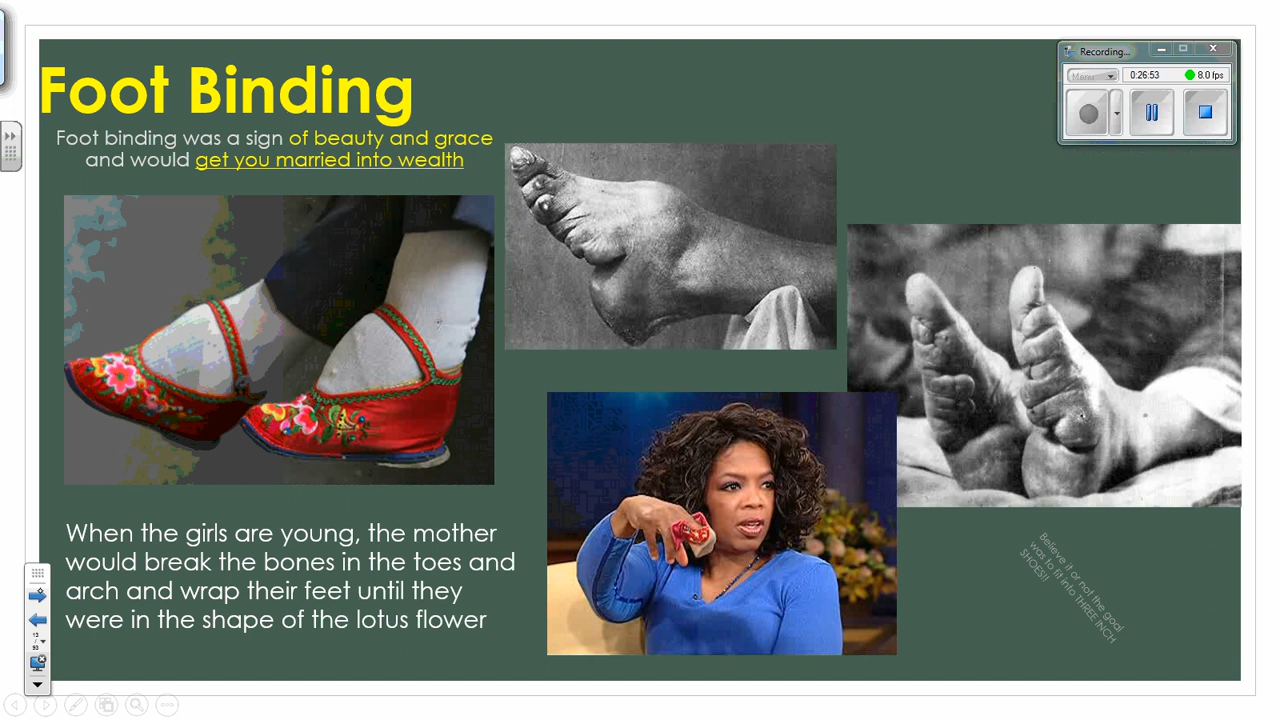 Foot Binding
Foot binding was a sign of beauty and grace
and would get you married into wealth
When the girls are young, the mother
would break the bones in the toes and
arch and wrap their feet until they
were in the shape of the lotus flower
Believe it or not the goal
was to fit into THREE INCH
SHOES!!
Recording...
Menu
0:26:53
8.0 fps
13
/
93